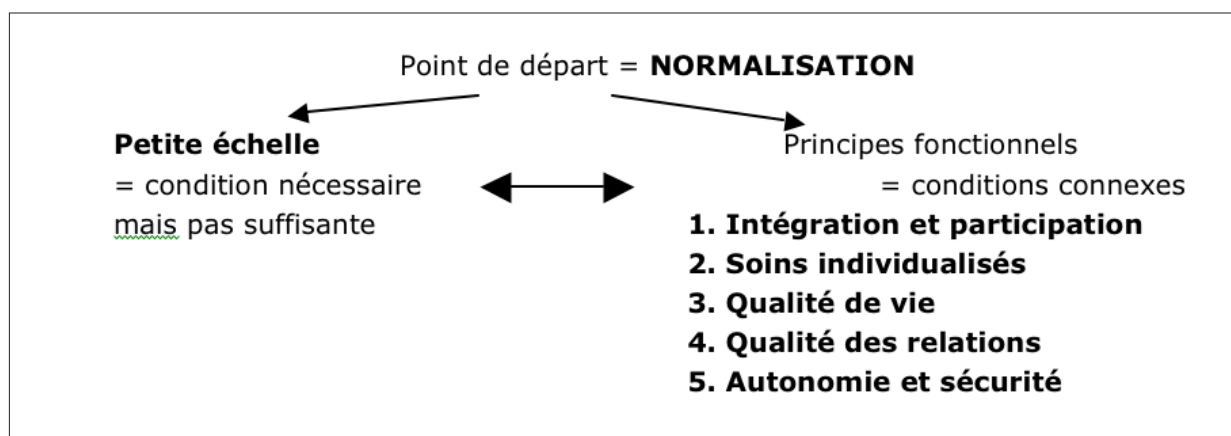 Point de départ = NORMALISATION
Petite échelle
= condition nécessaire
mais pas suffisante
Principes fonctionnels
= conditions connexes
1. Intégration et participation
2. Soins individualisés
3. Qualité de vie
4. Qualité des relations
5. Autonomie et sécurité